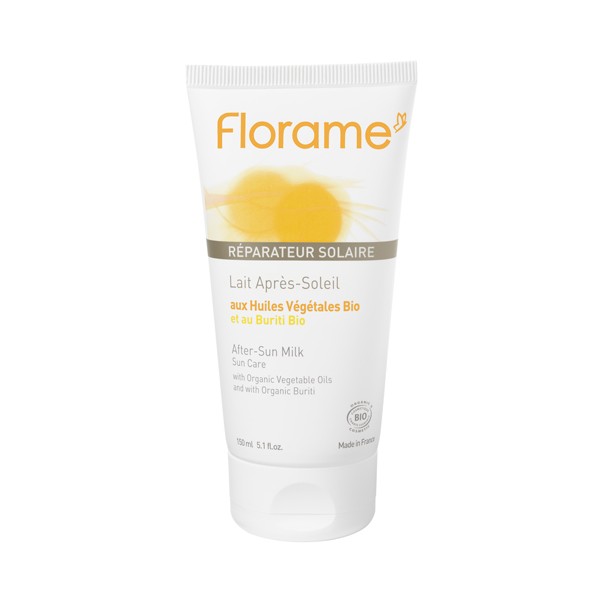 Florame
RÉPARATEUR SOLAIRE
Lait Après-Soleil
aux Huiles Végétales Bio
et au Buriti Bio
After-Sun Milk
Sun Care
with Organic Vegetable Oils
and with Organic Buriti
BIO
150 ml 5.1 fl.oz.
Made in France